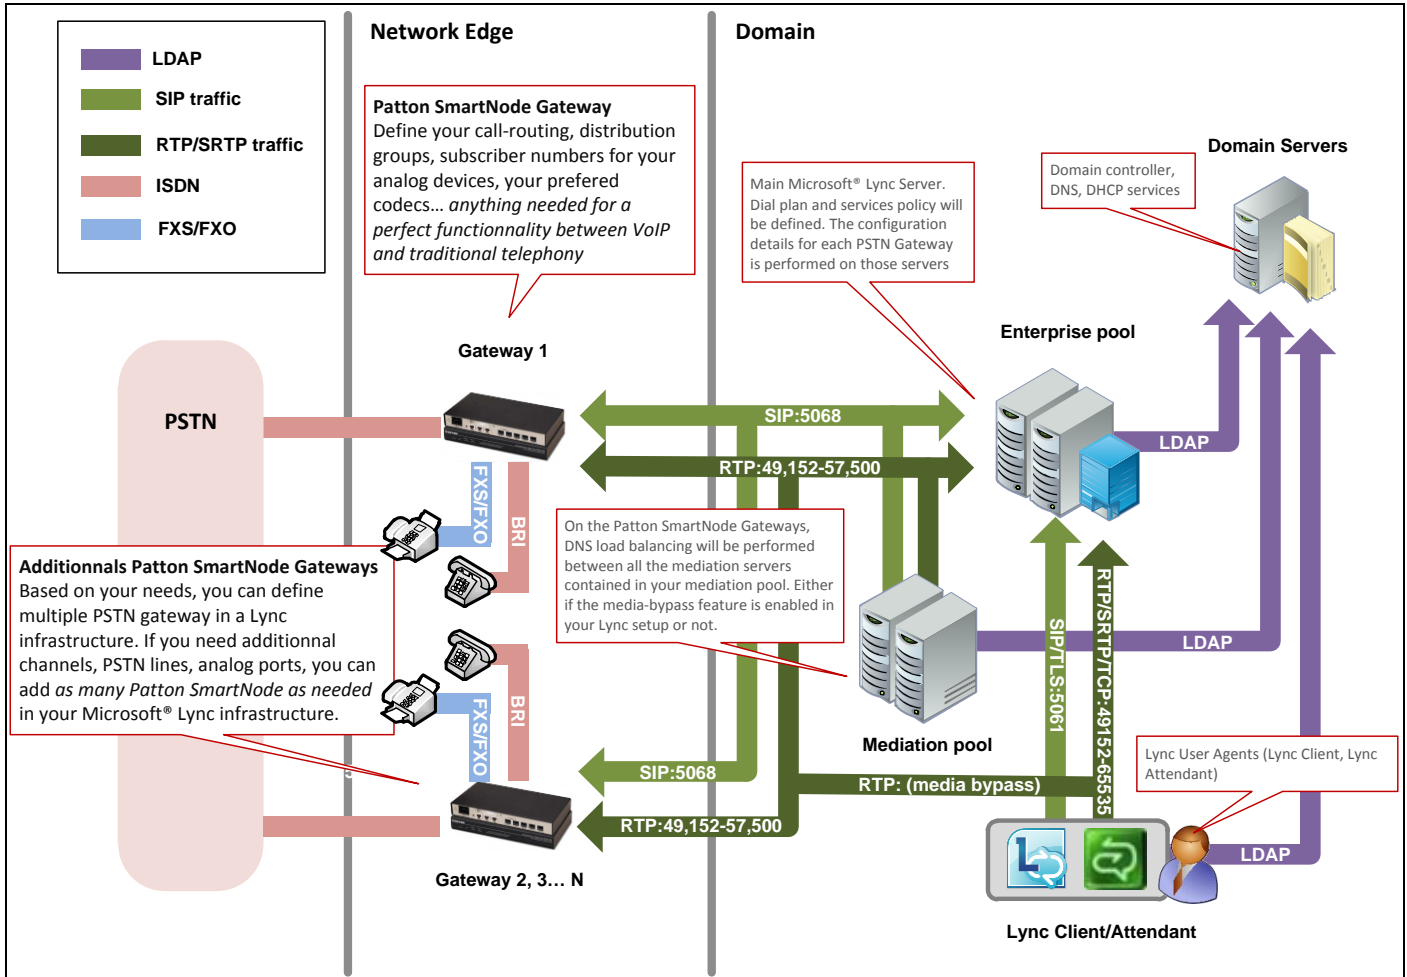 LDAP
SIP traffic
RTP/SRTP traffic
ISDN
FXS/FXO
Network Edge
Domain
Patton SmartNode Gateway
Define your call-routing, distribution
groups, subscriber numbers for your
analog devices, your prefered
codecs… anything needed for a
perfect functionnality between VoIP
and traditional telephony
Main Microsoft® Lync Server.
Dial plan and services policy will
be defined. The configuration
details for each PSTN Gateway
is performed on those servers
Domain Servers
Domain controller,
DNS, DHCP services
Enterprise pool
Gateway 1
PSTN
SIP:5068
RTP:49,152-57,500
LDAP
FXS/FXO
BRI
On the Patton SmartNode Gateways,
DNS load balancing will be performed
between all the mediation servers
contained in your mediation pool. Either
if the media-bypass feature is enabled in
your Lync setup or not.
Additionnals Patton SmartNode Gateways
Based on your needs, you can define
multiple PSTN gateway in a Lync
infrastructure. If you need additionnal
channels, PSTN lines, analog ports, you can
add as many Patton SmartNode as needed
in your Microsoft® Lync infrastructure.
FXS/FXO
BRI
SIP/TLS:5061
RTP/SRTP/TCP:49152-65535
LDAP
Mediation pool
SIP:5068
RTP: (media bypass)
RTP:49,152-57,500
Lync User Agents (Lync Client, Lync
Attendant)
LDAP
Gateway 2, 3… N
Lync Client/Attendant